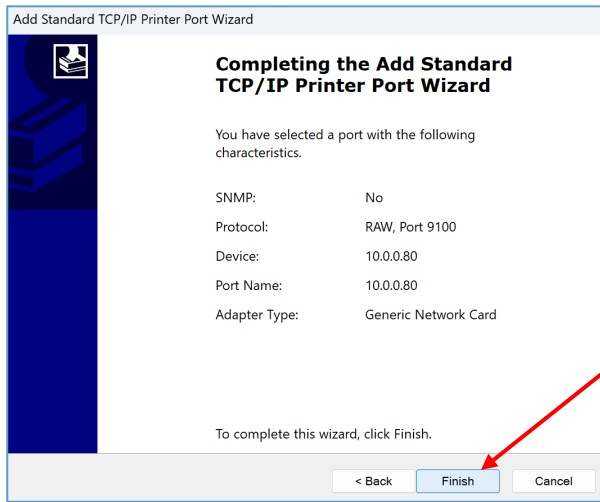 Add Standard TCP/IP Printer Port Wizard
Completing the Add Standard
TCP/IP Printer Port Wizard
You have selected a port with the following
characteristics.
SNMP: No
Protocol: RAW, Port 9100
Device: 10.0.0.80
Port Name: 10.0.0.80
Adapter Type: Generic Network Card
To complete this wizard, click Finish.
< Back Finish Cancel